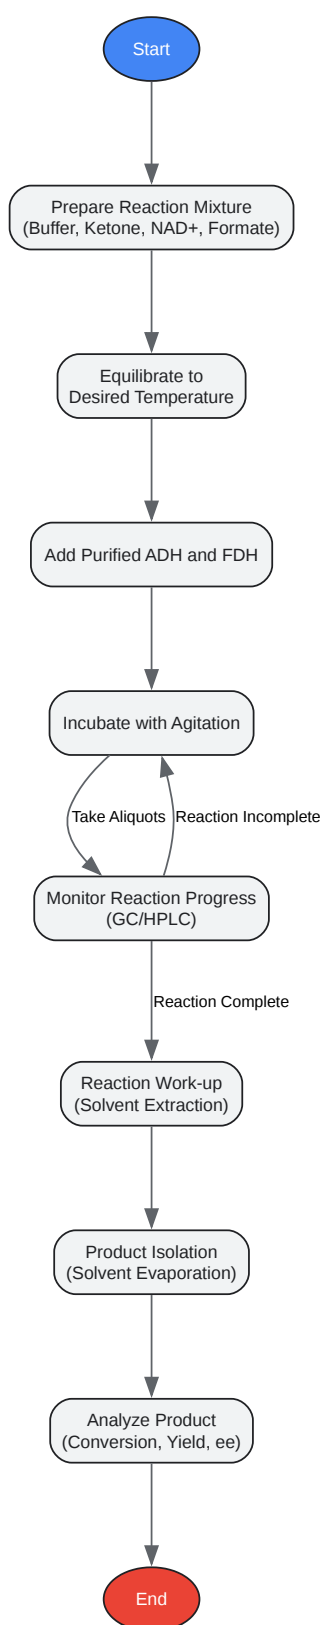 Start
Prepare Reaction Mixture
(Buffer, Ketone, NAD+, Formate)
Equilibrate to
Desired Temperature
Add Purified ADH and FDH
Incubate with Agitation
Take Aliquots
Reaction Incomplete
Monitor Reaction Progress
(GC/HPLC)
Reaction Complete
Reaction Work-up
(Solvent Extraction)
Product Isolation
(Solvent Evaporation)
Analyze Product
(Conversion, Yield, ee)
End